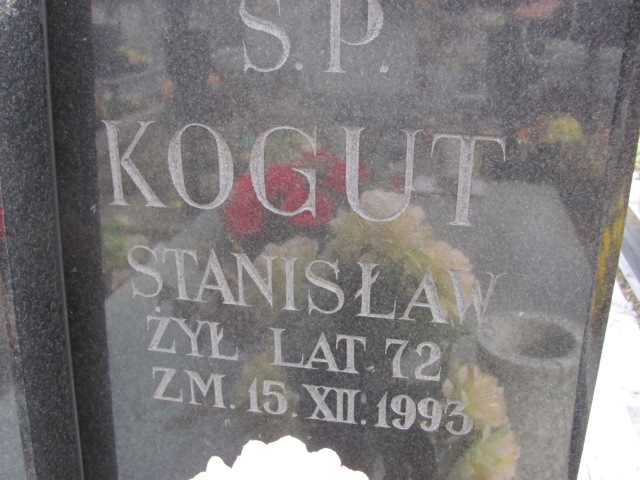 Ś.P.
KOGUT
STANISŁAW
ŻYŁ LAT 72
ZM. 15. XII. 1993